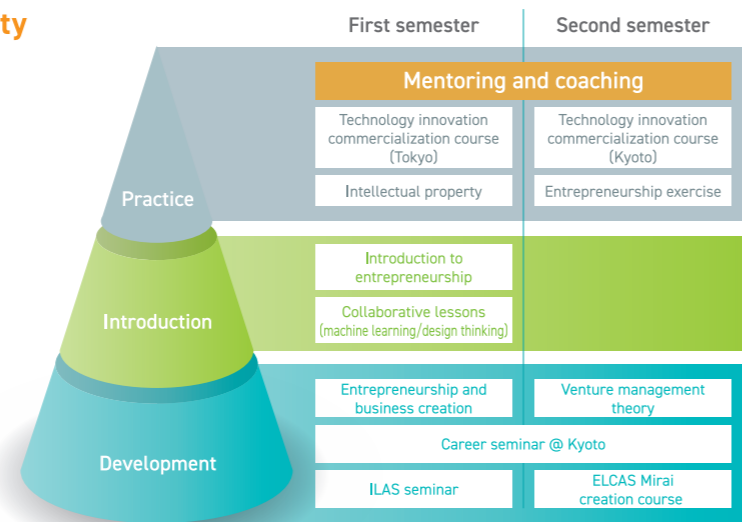 ty
First semester
Second semester
Mentoring and coaching
Technology innovation
commercialization course
(Tokyo)
Technology innovation
commercialization course
(Kyoto)
Practice
Intellectual property
Entrepreneurship exercise
Introduction to
entrepreneurship
Introduction
Collaborative lessons
(machine learning/design thinking)
Entrepreneurship and
business creation
Venture management
theory
Career seminar @ Kyoto
Development
ILAS seminar
ELCAS Mirai
creation course